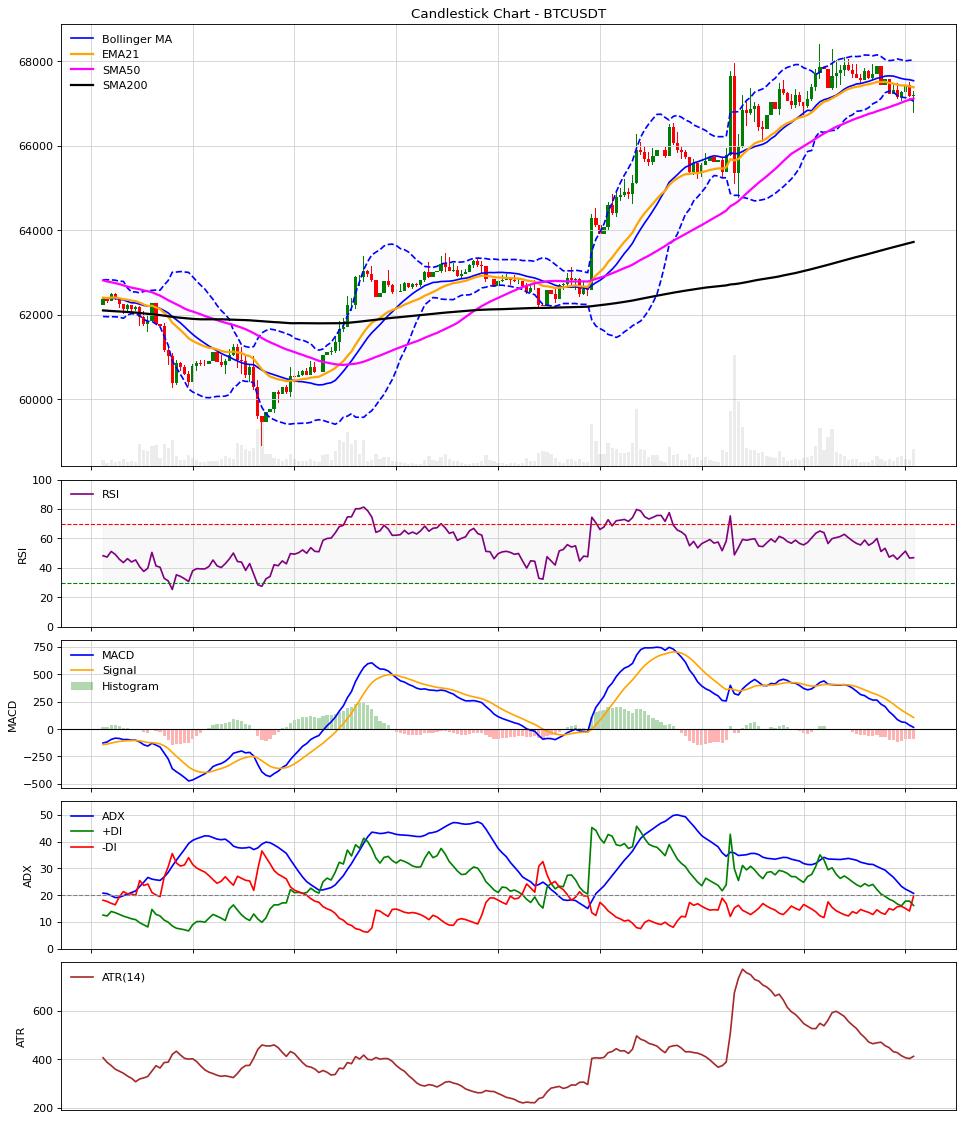 Candlestick Chart - BTCUSDT
Bollinger MA
EMA21
SMA50
SMA200
68000
66000
64000
62000
60000
RSI
100
80
60
40
20
0
RSI
MACD
Signal
Histogram
750
500
250
0
−250
−500
MACD
ADX
+DI
-DI
50
40
30
20
10
0
ADX
ATR(14)
600
400
200
ATR